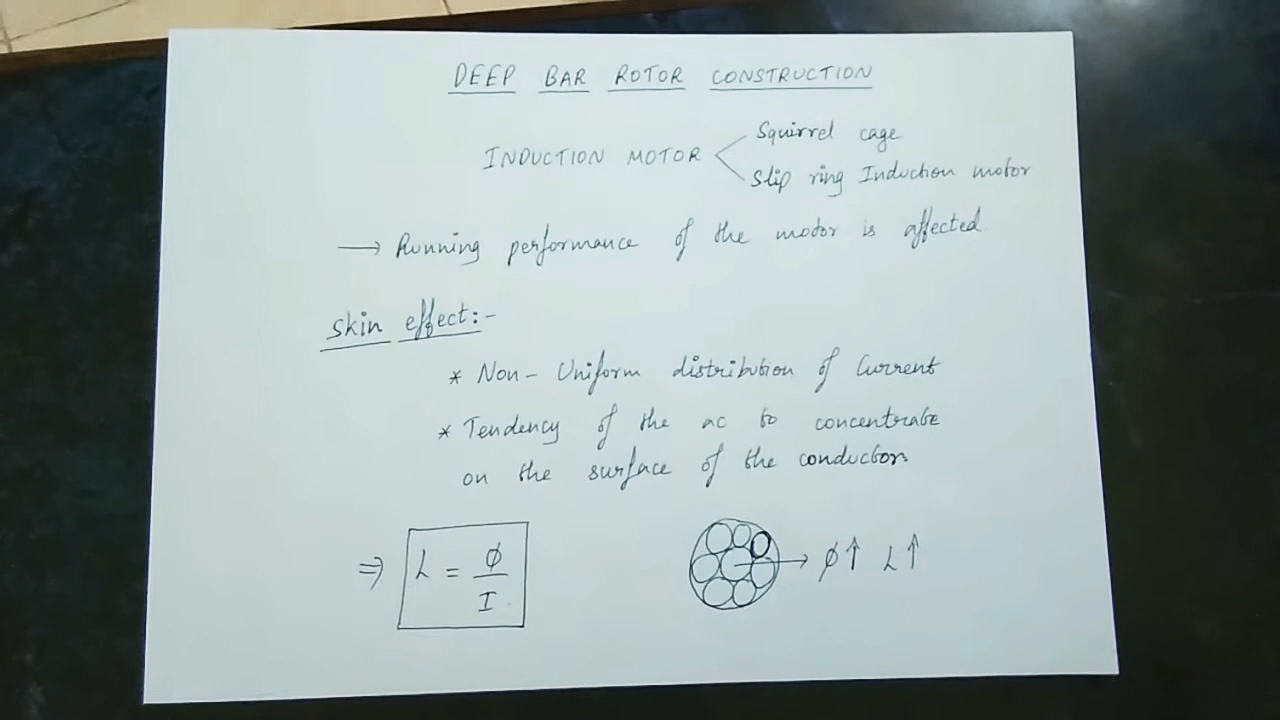 DEEP BAR ROTOR CONSTRUCTION
INDUCTION MOTOR
Squirrel cage
Slip ring Induction motor
→ Running performance of the motor is affected.
Skin effect:-
* Non-Uniform distribution of Current
* Tendency of the ac to concentrate
on the surface of the conductor.
⇒ L = φ / I
φ↑ L↑